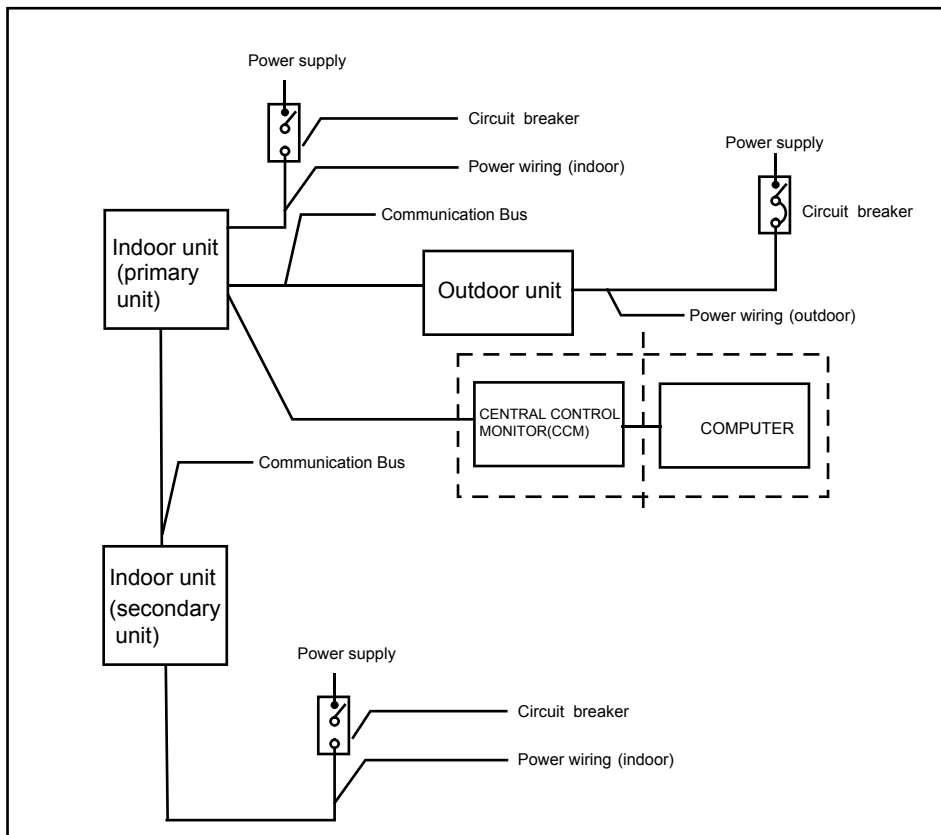 Power supply
Circuit breaker
Power wiring (indoor)
Communication Bus
Power supply
Circuit breaker
Indoor unit
(primary
unit)
Outdoor unit
Power wiring (outdoor)
CENTRAL CONTROL
MONITOR(CCM)
COMPUTER
Communication Bus
Indoor unit
(secondary
unit)
Power supply
Circuit breaker
Power wiring (indoor)